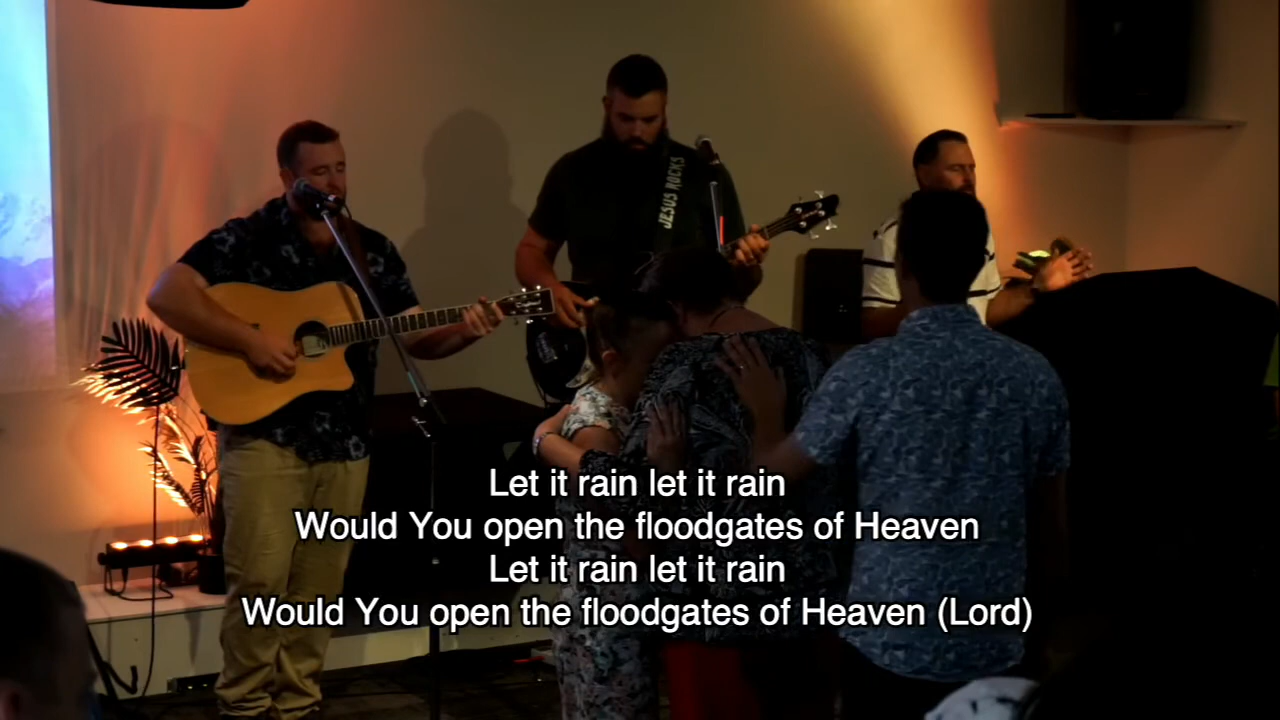 JESUS ROCKS
Let it rain let it rain
Would You open the floodgates of Heaven
Let it rain let it rain
Would You open the floodgates of Heaven (Lord)